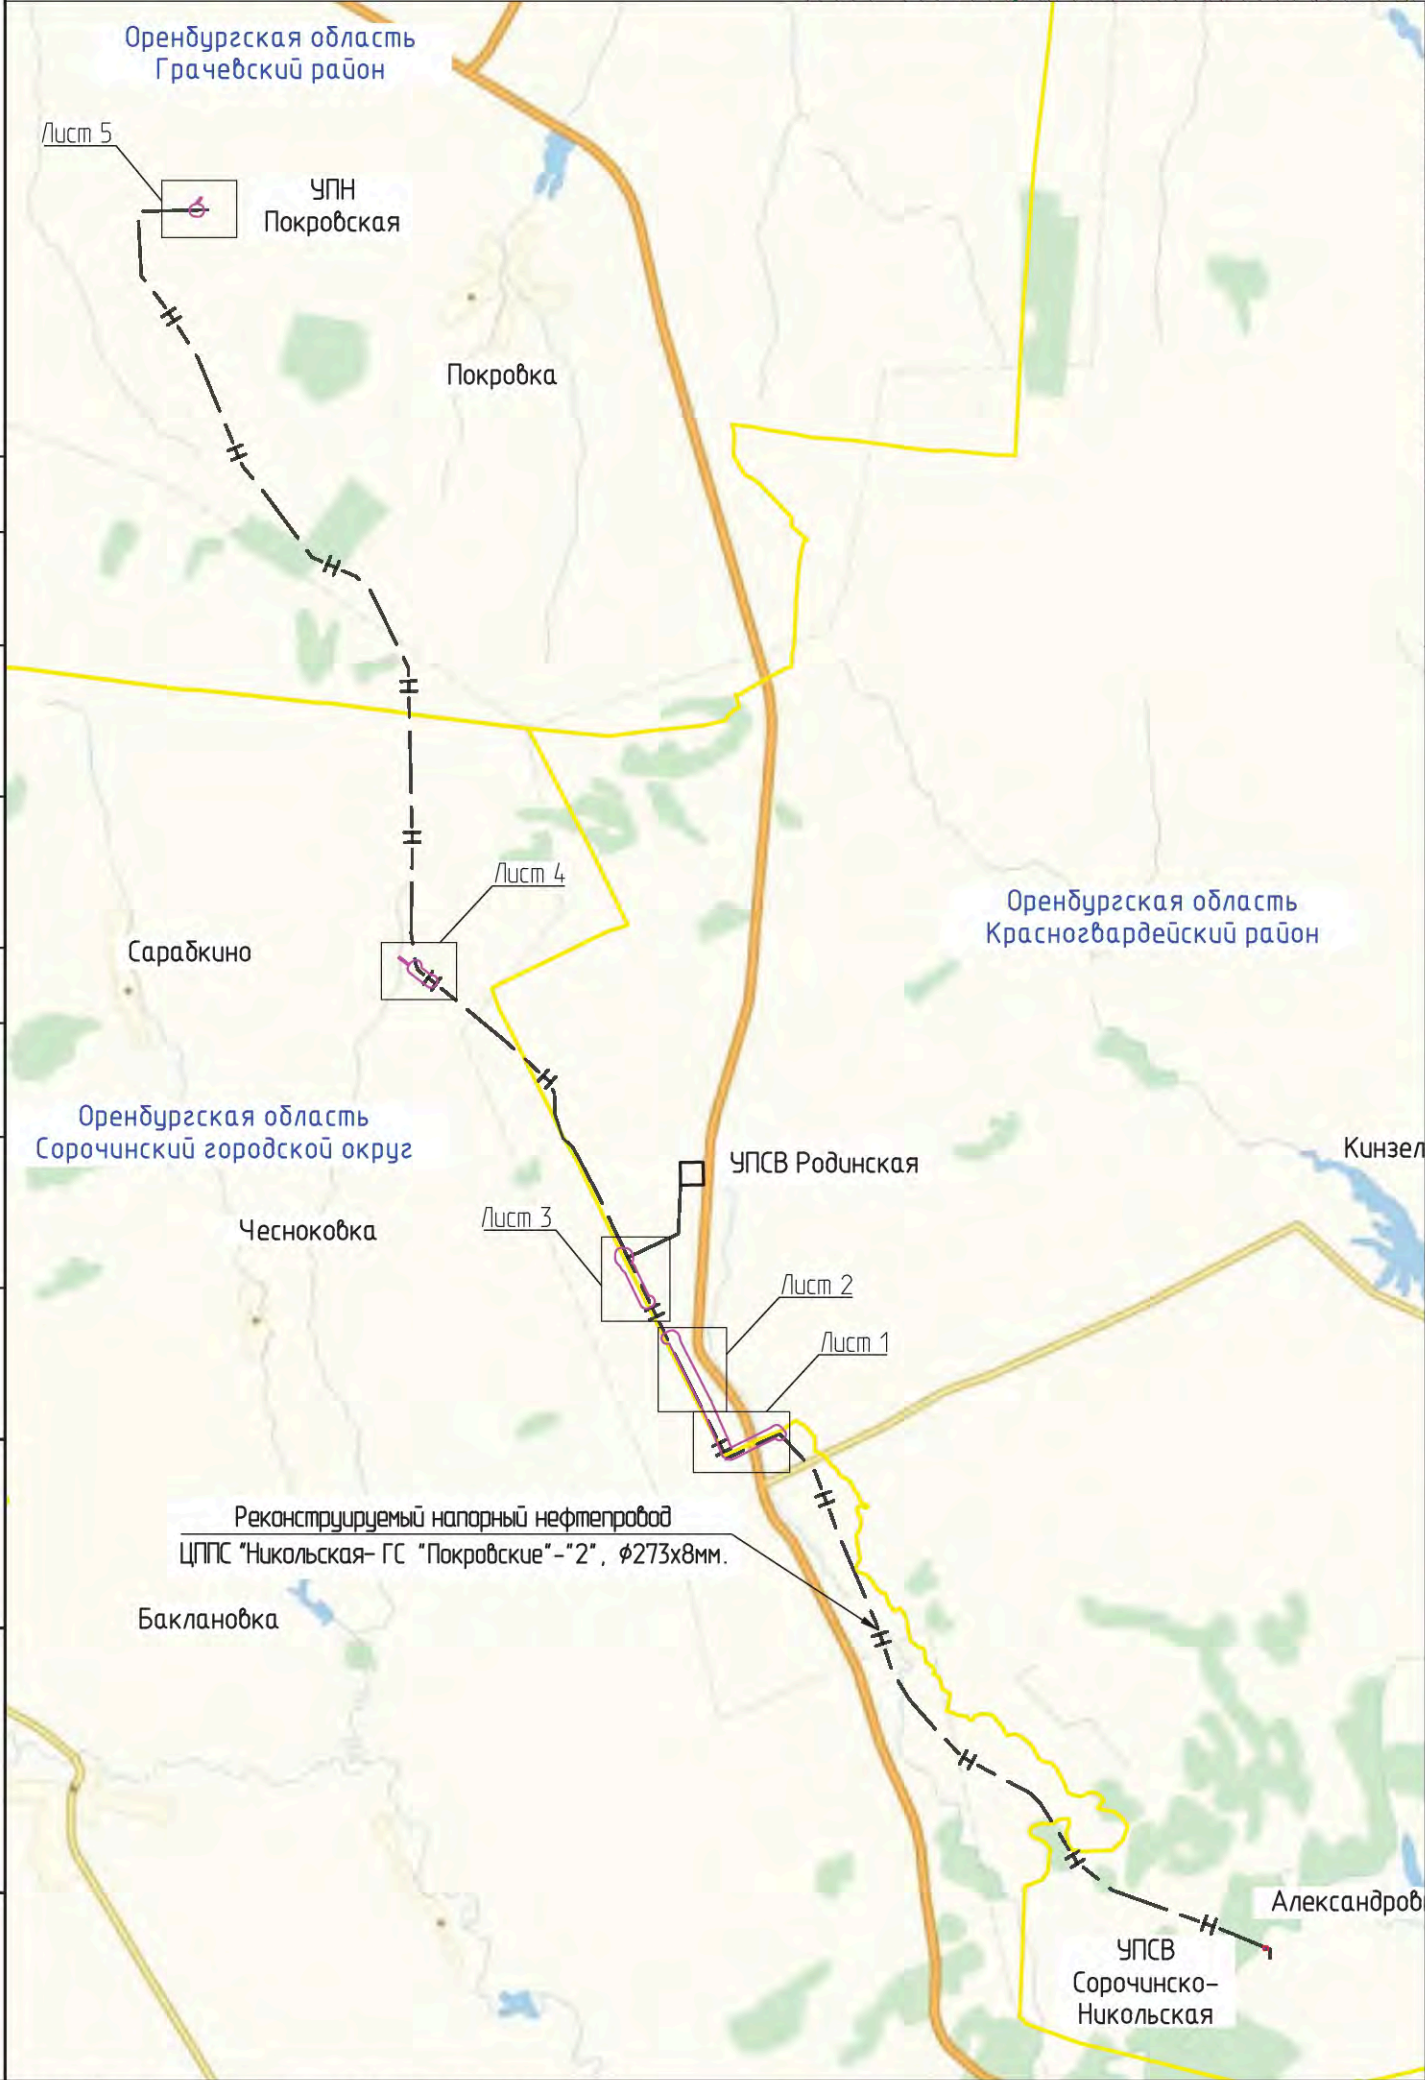 Оренбургская область
Грачевский район
Лист 5
УПН
Покровская
Покровка
Лист 4
Оренбургская область
Красногвардейский район
Сарабкино
Оренбургская область
Сорочинский городской округ
Кинзел
УПСВ Родинская
Чесноковка
Лист 3
Лист 2
Лист 1
Реконструируемый напорный нефтепровод
ЦППС "Никольская- ГС "Покровские"-"2", ⌀273х8мм.
Баклановка
Александров
УПСВ
Сорочинско-
Никольская